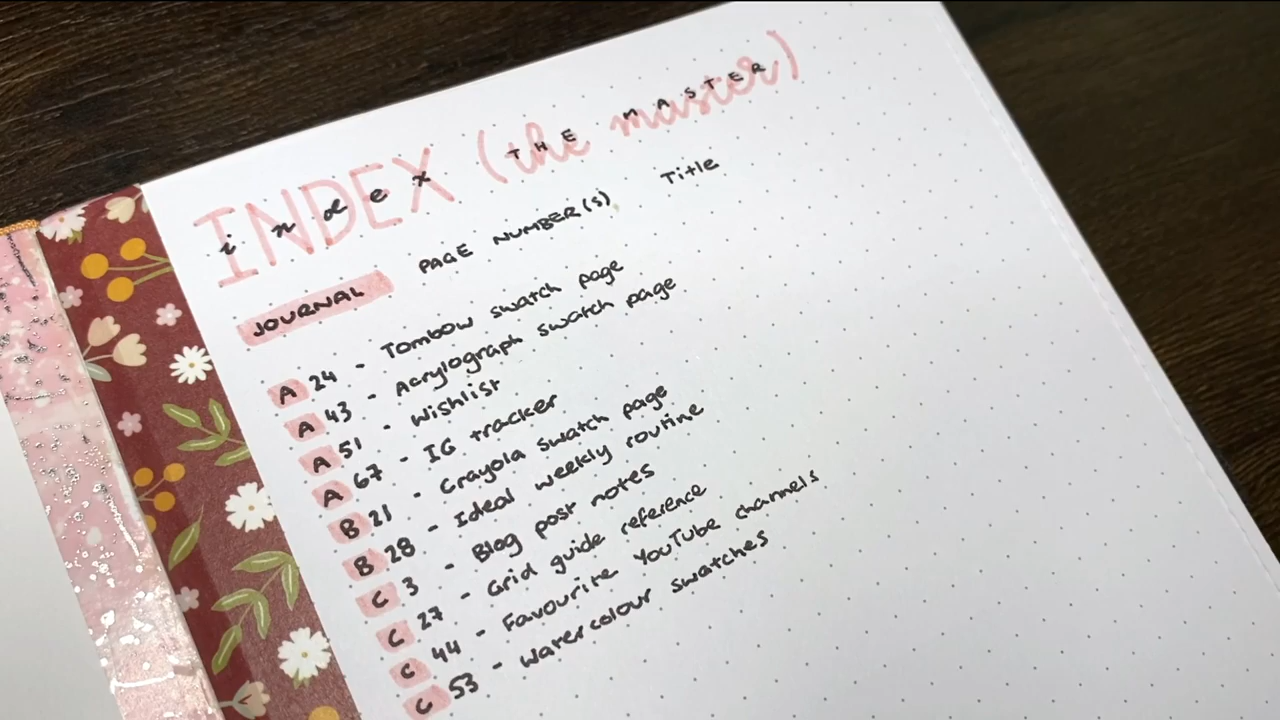 INDEX (the master)
index THE MASTER
JOURNAL PAGE NUMBER(S) Title
A 24 - Tombow swatch page
A 43 - Acrylograph swatch page
A 51 - Wishlist
A 67 - IG tracker
B 21 - Crayola swatch page
B 28 - Ideal weekly routine
C 3 - Blog post notes
C 27 - Grid guide reference
C 44 - Favourite YouTube channels
C 53 - Watercolour swatches